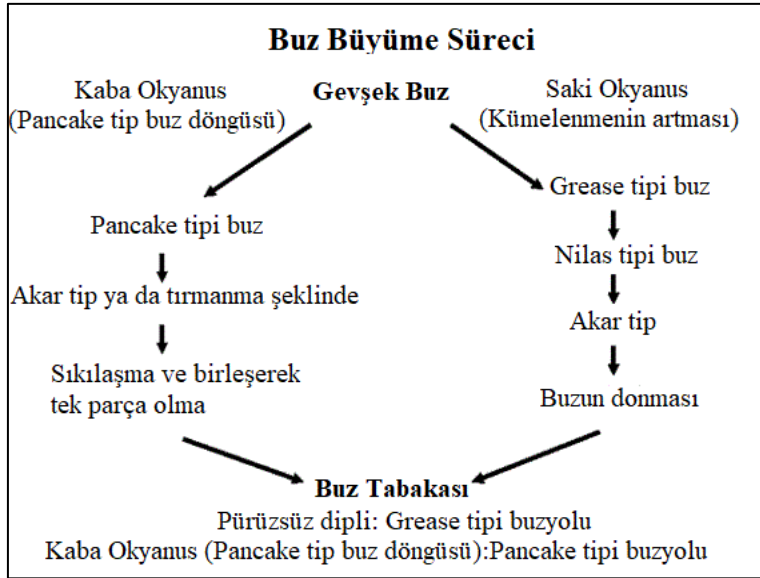 Buz Büyüme Süreci
Kaba Okyanus
(Pancake tip buz döngüsü)
Gevşek Buz
Saki Okyanus
(Kümelenmenin artması)
Pancake tipi buz
Akar tip ya da tırmanma şeklinde
Sıkılaşma ve birleşerek
tek parça olma
Grease tipi buz
Nilas tipi buz
Akar tip
Buzun donması
Buz Tabakası
Pürüzsüz dipli: Grease tipi buzyolu
Kaba Okyanus (Pancake tip buz döngüsü):Pancake tipi buzyolu